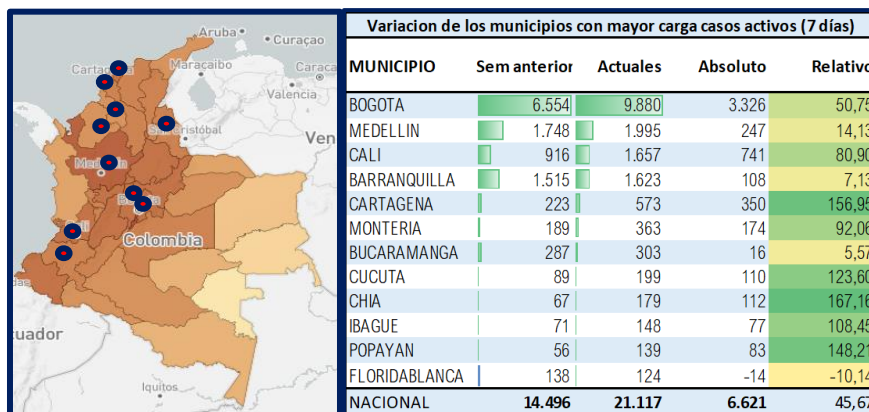 Aruba
Curaçao
Cartag
Maracaibo
Caraca
Valencia
San Cristóbal
Ven
Medellín
Colombia
uador
Iquitos
Variacion de los municipios con mayor carga casos activos (7 días)
MUNICIPIO Sem anterior Actuales Absoluto Relativo
BOGOTA 6.554 9.880 3.326 50,75
MEDELLIN 1.748 1.995 247 14,13
CALI 916 1.657 741 80,90
BARRANQUILLA 1.515 1.623 108 7,13
CARTAGENA 223 573 350 156,95
MONTERIA 189 363 174 92,06
BUCARAMANGA 287 303 16 5,57
CUCUTA 89 199 110 123,60
CHIA 67 179 112 167,16
IBAGUE 71 148 77 108,45
POPAYAN 56 139 83 148,21
FLORIDABLANCA 138 124 -14 -10,14
NACIONAL 14.496 21.117 6.621 45,67